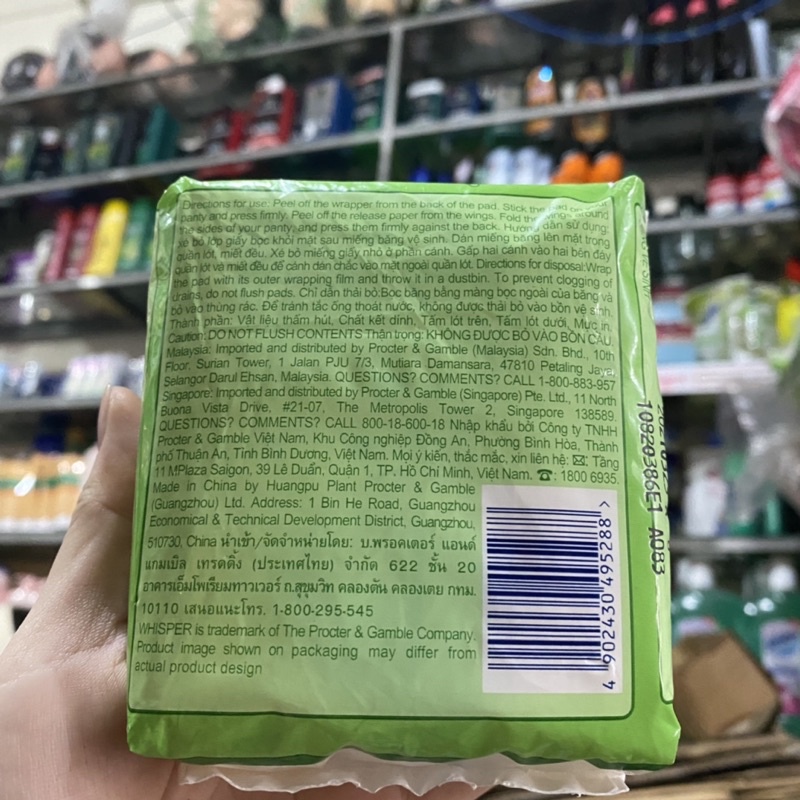 Directions for use: Peel off the wrapper from the back of the pad. Stick the pad on
panty and press firmly. Peel off the release paper from the wings. Fold the wings around
the sides of your panty, and press them firmly against the back. Hướng dẫn sử dụng:
xé bỏ lớp giấy bọc khỏi mặt sau miếng băng vệ sinh. Dán miếng băng lên mặt trong
quần lót, miết đều. Xé bỏ miếng giấy nhỏ ở phần cánh. Gấp hai cánh vào hai bên đáy
quần lót và miết đều để cánh dán chắc vào mặt ngoài quần lót. Directions for disposal:Wrap
the pad with its outer wrapping film and throw it in a dustbin. To prevent clogging of
drains, do not flush pads. Chỉ dẫn thải bỏ:Bọc băng bằng màng bọc ngoài của băng và
bỏ vào thùng rác. Để tránh tắc ống thoát nước, không được thải bỏ vào bồn vệ sinh.
Thành phần: Vật liệu thấm hút, Chất kết dính, Tấm lót trên, Tấm lót dưới, Mực in.
Caution: DO NOT FLUSH CONTENTS Thận trọng: KHÔNG ĐƯỢC BỎ VÀO BỒN CẦU.
Malaysia: Imported and distributed by Procter & Gamble (Malaysia) Sdn. Bhd., 10th
Floor, Surian Tower, 1 Jalan PJU 7/3, Mutiara Damansara, 47810 Petaling Jaya,
Selangor Darul Ehsan, Malaysia. QUESTIONS? COMMENTS? CALL 1-800-883-957
Singapore: Imported and distributed by Procter & Gamble (Singapore) Pte. Ltd., 11 North
Buona Vista Drive, #21-07, The Metropolis Tower 2, Singapore 138589.
QUESTIONS? COMMENTS? CALL 800-18-600-18 Nhập khẩu bởi Công ty TNHH
Procter & Gamble Việt Nam, Khu Công nghiệp Đồng An, Phường Bình Hòa, Thành
phố Thuận An, Tỉnh Bình Dương, Việt Nam. Mọi ý kiến, thắc mắc, xin liên hệ: ✉: Tầng
11 MPlaza Saigon, 39 Lê Duẩn, Quận 1, TP. Hồ Chí Minh, Việt Nam. ☎: 1800 6935.
Made in China by Huangpu Plant Procter & Gamble
(Guangzhou) Ltd. Address: 1 Bin He Road, Guangzhou
Economical & Technical Development District, Guangzhou,
510730, China นำเข้า/จัดจำหน่ายโดย: บ.พรอคเตอร์ แอนด์
แกมเบิล เทรดดิ้ง (ประเทศไทย) จำกัด 622 ชั้น 20
อาคารเอ็มโพเรียมทาวเวอร์ ถ.สุขุมวิท คลองตัน คลองเตย กทม.
10110 เสนอแนะโทร. 1-800-295-545
WHISPER is trademark of The Procter & Gamble Company.
Product image shown on packaging may differ from
actual product design
4 902430 495288 >
10820386E1 A083